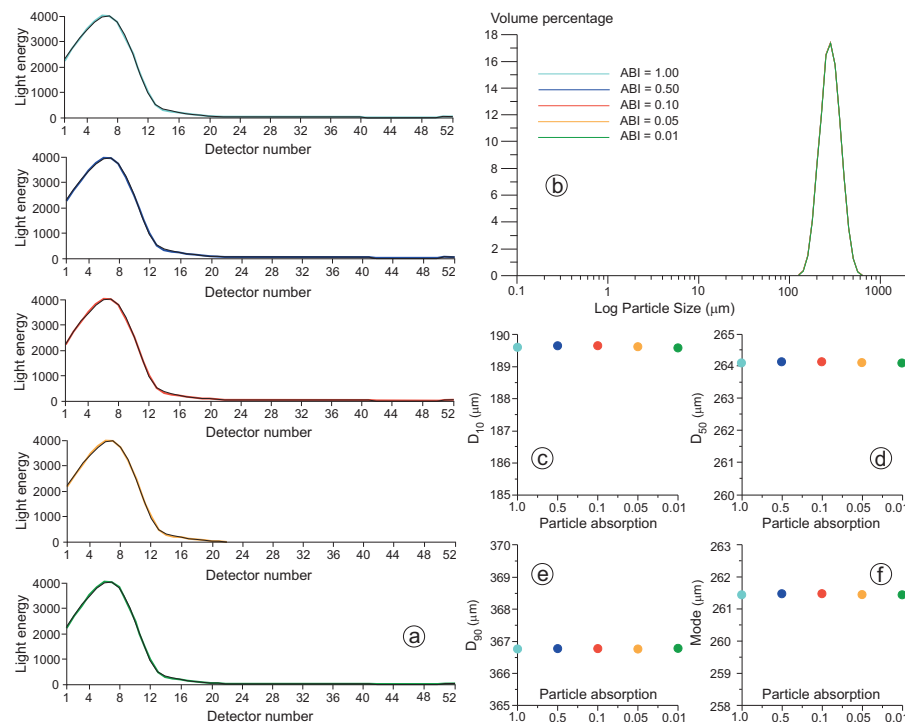 4000
3000
2000
1000
0
Light energy
1 4 8 12 16 20 24 28 32 36 40 44 48 52
Detector number
4000
3000
2000
1000
0
Light energy
1 4 8 12 16 20 24 28 32 36 40 44 48 52
Detector number
4000
3000
2000
1000
0
Light energy
1 4 8 12 16 20 24 28 32 36 40 44 48 52
Detector number
4000
3000
2000
1000
0
Light energy
1 4 8 12 16 20 24 28 32 36 40 44 48 52
Detector number
4000
3000
2000
1000
0
Light energy
1 4 8 12 16 20 24 28 32 36 40 44 48 52
Detector number
a
Volume percentage
18
16
14
12
10
8
6
4
2
0
ABI = 1.00
ABI = 0.50
ABI = 0.10
ABI = 0.05
ABI = 0.01
b
0.1 1 10 100 1000
Log Particle Size (μm)
190
189
188
187
186
185
D10 (μm)
c
1.0 0.5 0.1 0.05 0.01
Particle absorption
265
264
263
262
261
260
D50 (μm)
d
1.0 0.5 0.1 0.05 0.01
Particle absorption
370
369
368
367
366
365
D90 (μm)
e
Particle absorption
1.0 0.5 0.1 0.05 0.01
263
262
261
260
259
258
Mode (μm)
f
Particle absorption
1.0 0.5 0.1 0.05 0.01